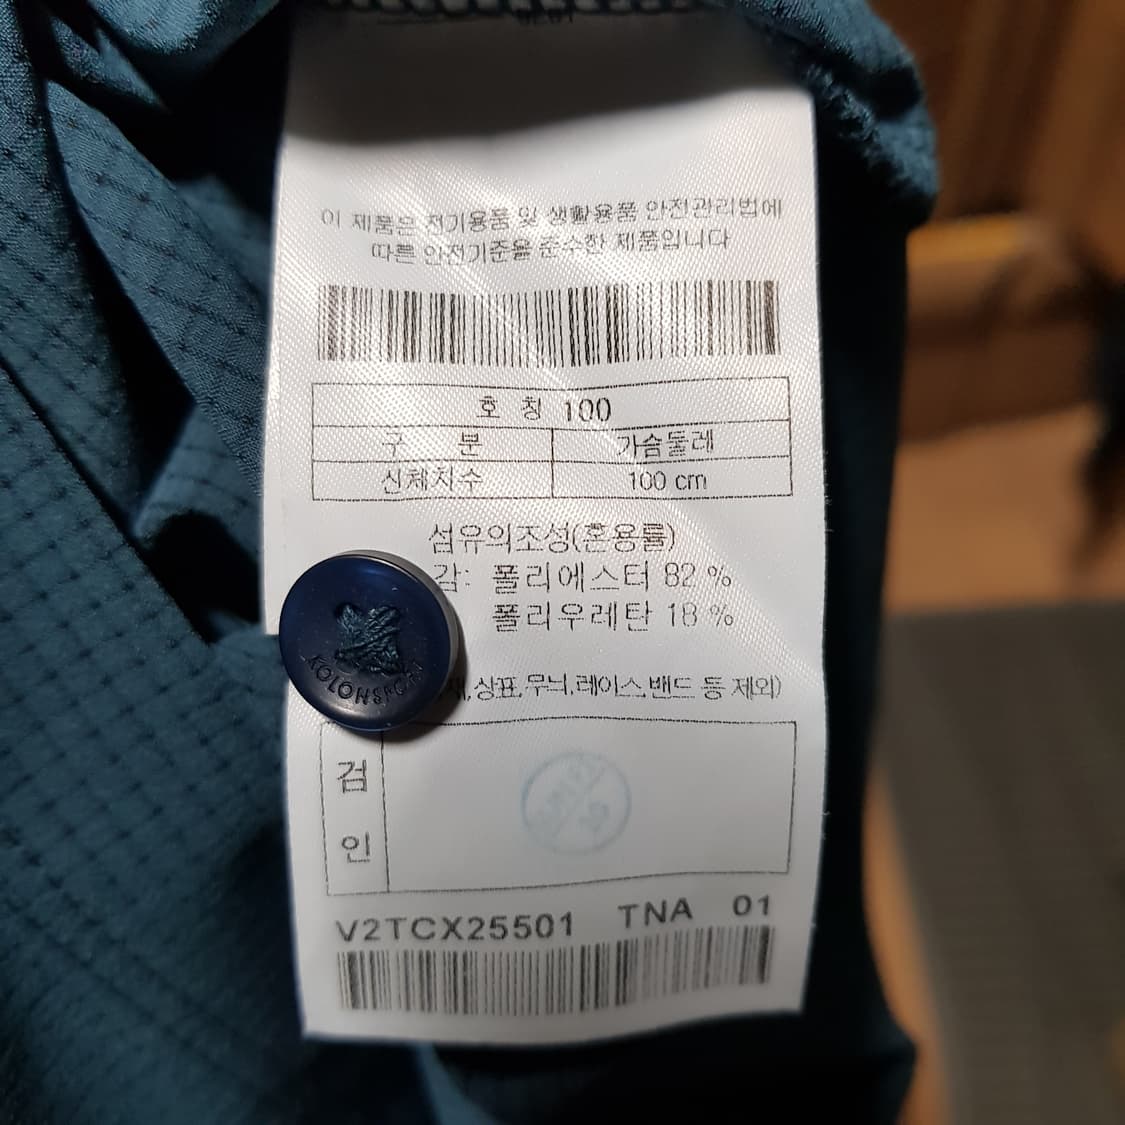 이 제품은 전기용품 및 생활용품 안전관리법에
따른 안전기준을 준수한 제품입니다
호 칭 100
구 분 가슴둘레
신체치수 100 cm
섬유의조성(혼용률)
감: 폴리에스터 82 %
폴리우레탄 18 %
상표,무늬,레이스,밴드 등 제외)
KOLONSPORT
검
인
V2TCX25501 TNA 01